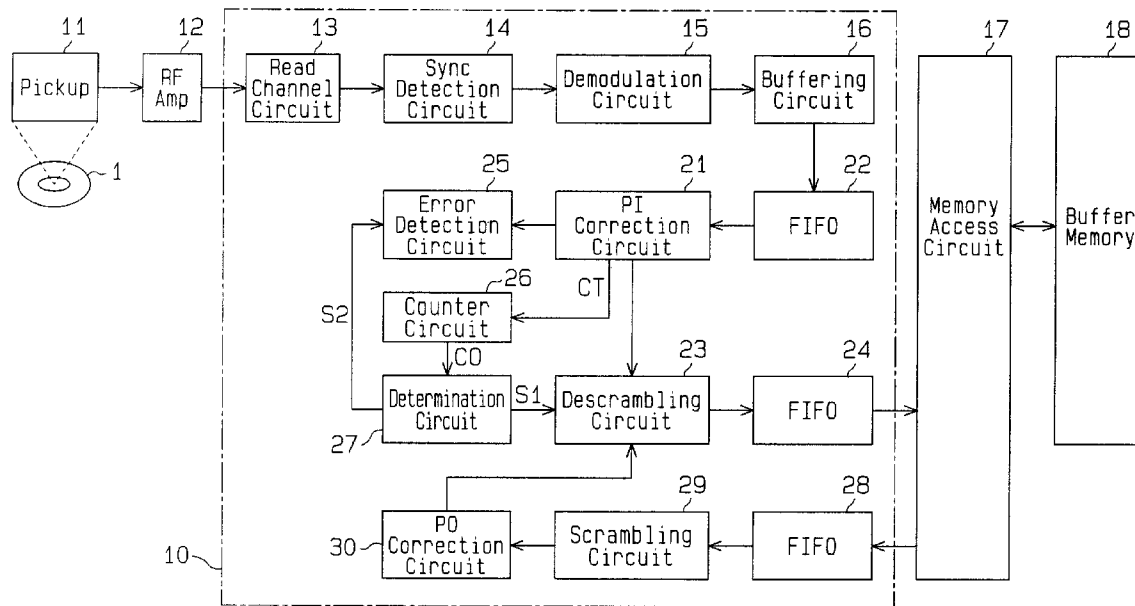 11
12
13
14
15
16
17
18
Pickup
RF
Amp
Read
Channel
Circuit
Sync
Detection
Circuit
Demodulation
Circuit
Buffering
Circuit
1
25
21
22
Error
Detection
Circuit
PI
Correction
Circuit
FIFO
Memory
Access
Circuit
Buffer
Memory
26
CT
S2
Counter
Circuit
CO
23
24
Determination
Circuit
S1
Descrambling
Circuit
FIFO
27
29
28
PO
Correction
Circuit
Scrambling
Circuit
FIFO
30
10